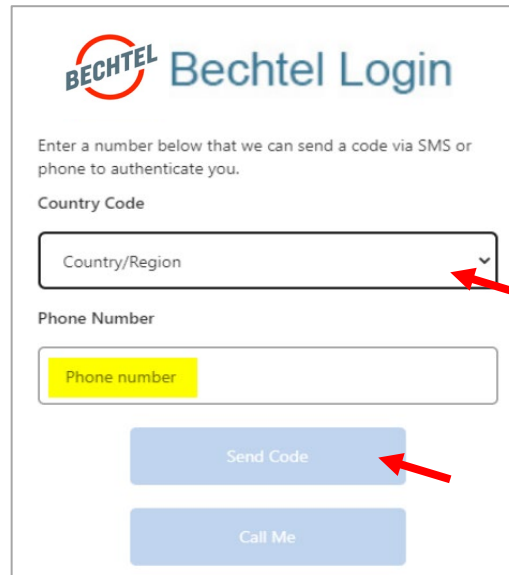 BECHTEL Bechtel Login
Enter a number below that we can send a code via SMS or
phone to authenticate you.
Country Code
Country/Region
Phone Number
Phone number
Send Code
Call Me